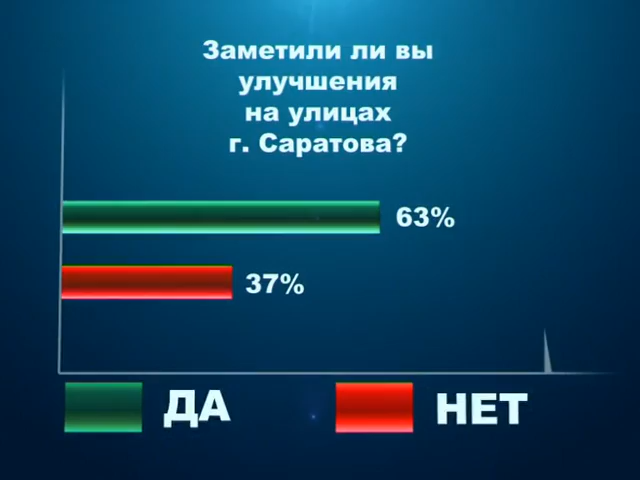 Заметили ли вы
улучшения
на улицах
г. Саратова?
63%
37%
ДА
НЕТ